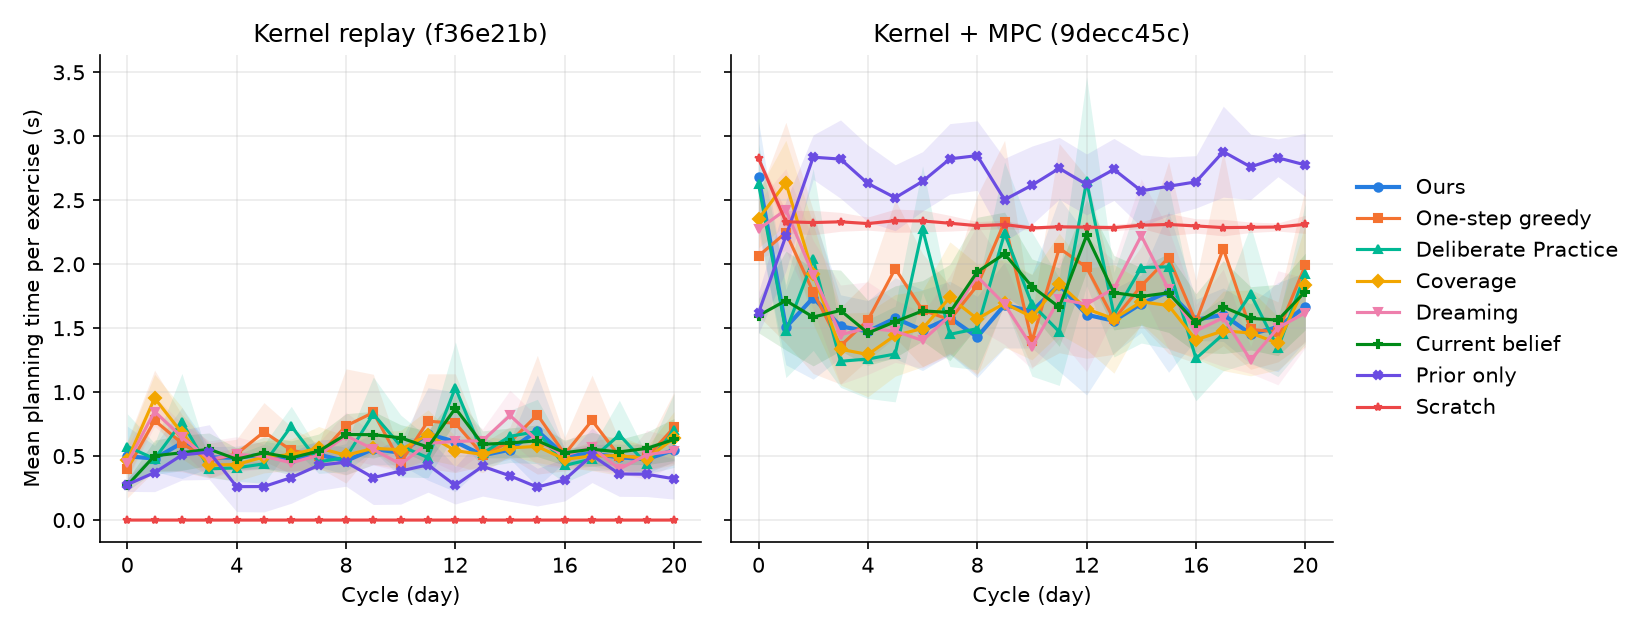 Kernel replay (f36e21b)
Kernel + MPC (9decc45c)
Mean planning time per exercise (s)
3.5
3.0
2.5
2.0
1.5
1.0
0.5
0.0
0 4 8 12 16 20
Cycle (day)
0 4 8 12 16 20
Cycle (day)
Ours
One-step greedy
Deliberate Practice
Coverage
Dreaming
Current belief
Prior only
Scratch